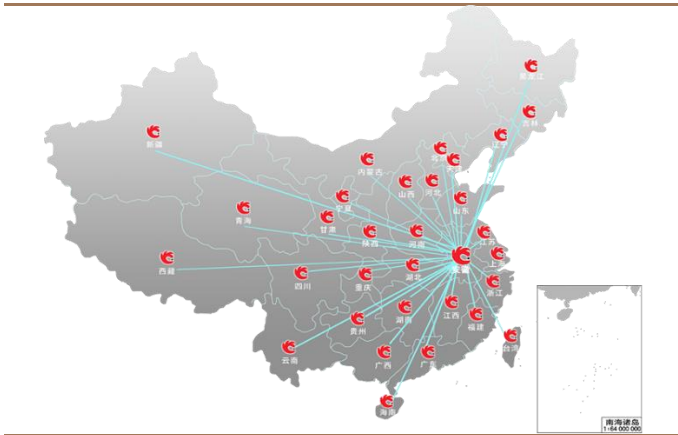 黑龙江
吉林
辽宁
新疆
北京
天津
内蒙古
山西
河北
宁夏
山东
青海
甘肃
陕西
河南
江苏
上海
安徽
西藏
四川
重庆
湖北
浙江
江西
湖南
贵州
福建
云南
广西
广东
台湾
海南
南海诸岛
1:64 000 000